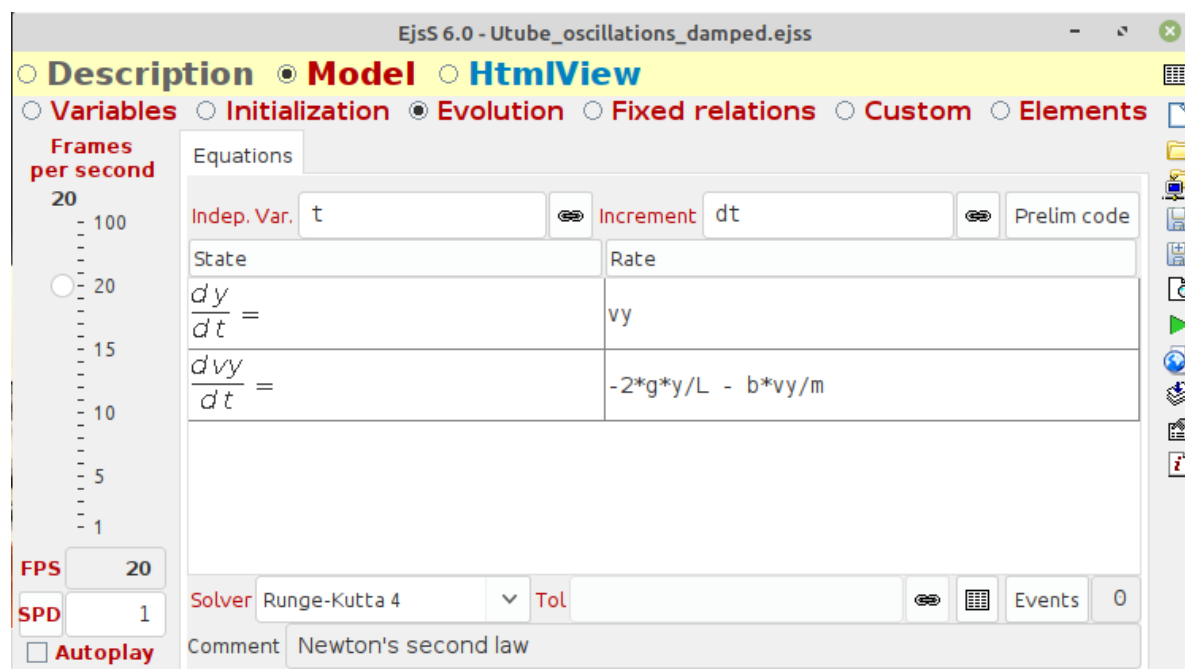 EjsS 6.0 - Utube_oscillations_damped.ejss
Description Model HtmlView
Variables Initialization Evolution Fixed relations Custom Elements
Frames
per second
20
100
20
15
10
5
1
FPS 20
SPD 1
Autoplay
Equations
Indep. Var. t Increment dt Prelim code
State Rate
dy
dt = vy
dvy
dt = -2*g*y/L - b*vy/m
Solver Runge-Kutta 4 Tol Events 0
Comment Newton's second law